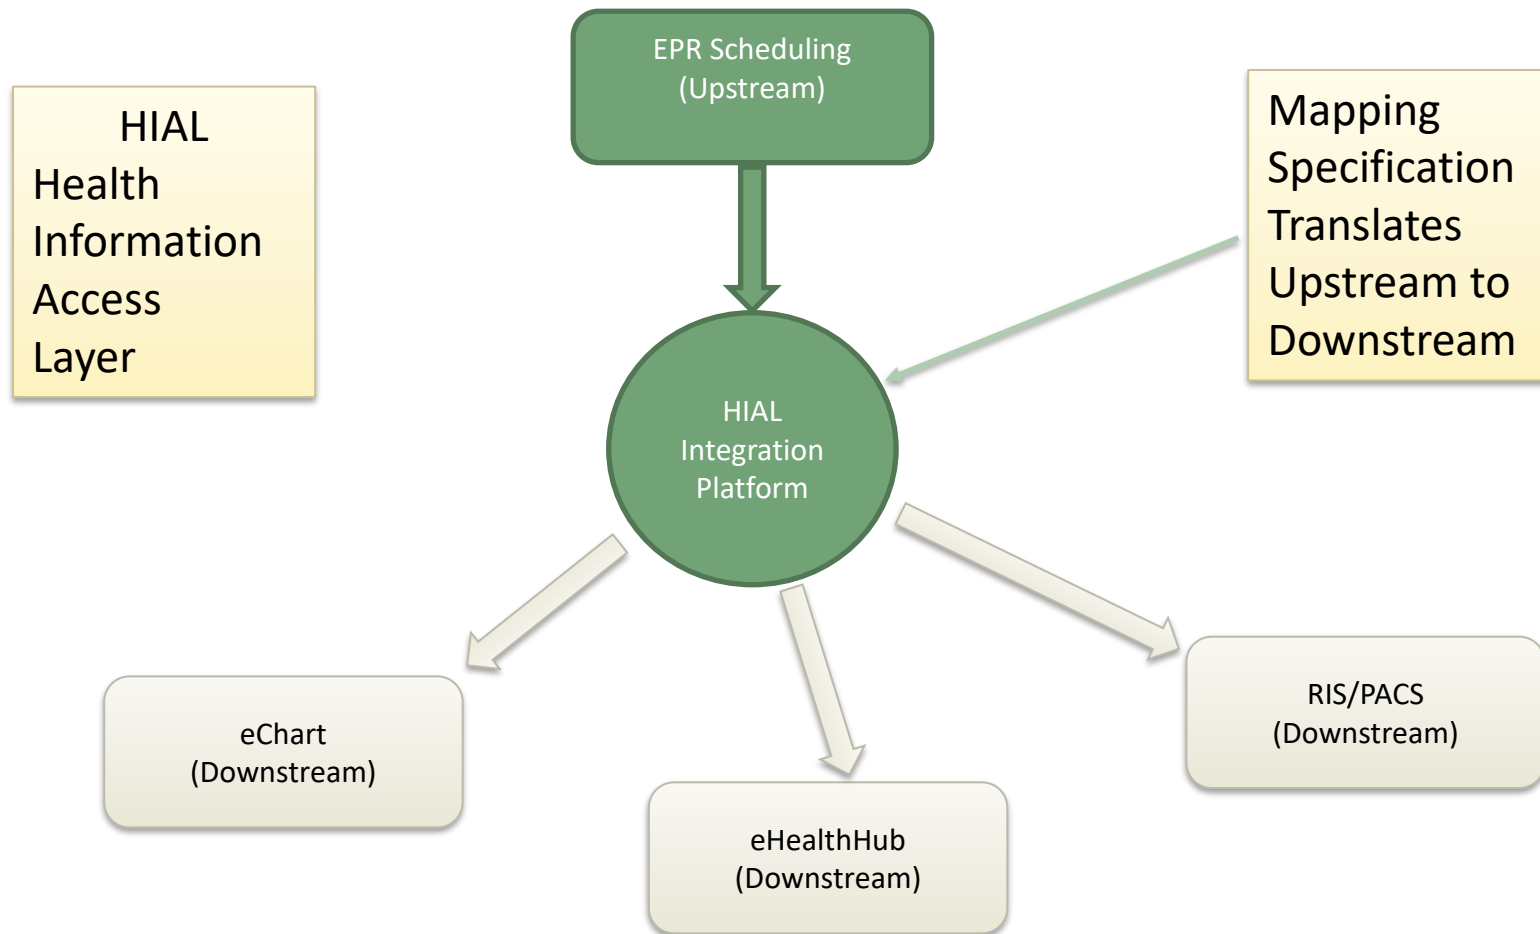 EPR Scheduling
(Upstream)
HIAL
Health
Information
Access
Layer
Mapping
Specification
Translates
Upstream to
Downstream
HIAL
Integration
Platform
eChart
(Downstream)
eHealthHub
(Downstream)
RIS/PACS
(Downstream)